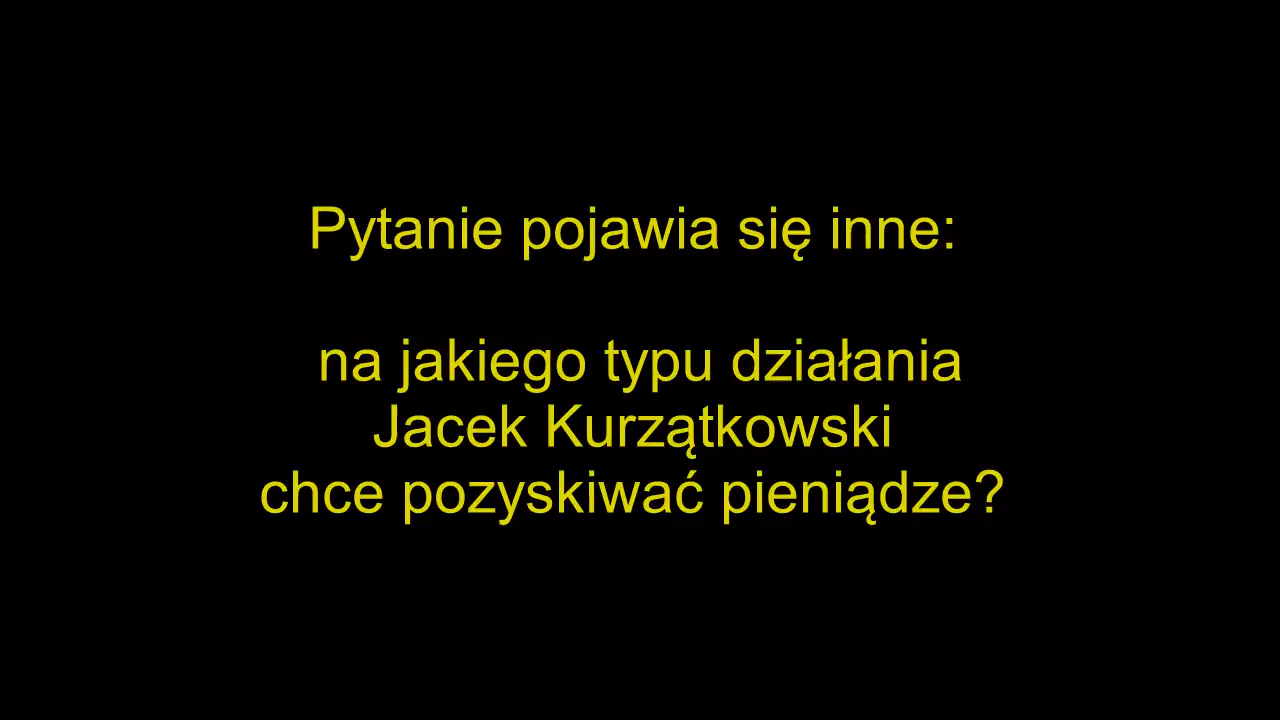 Pytanie pojawia się inne:
na jakiego typu działania
Jacek Kurzątkowski
chce pozyskiwać pieniądze?